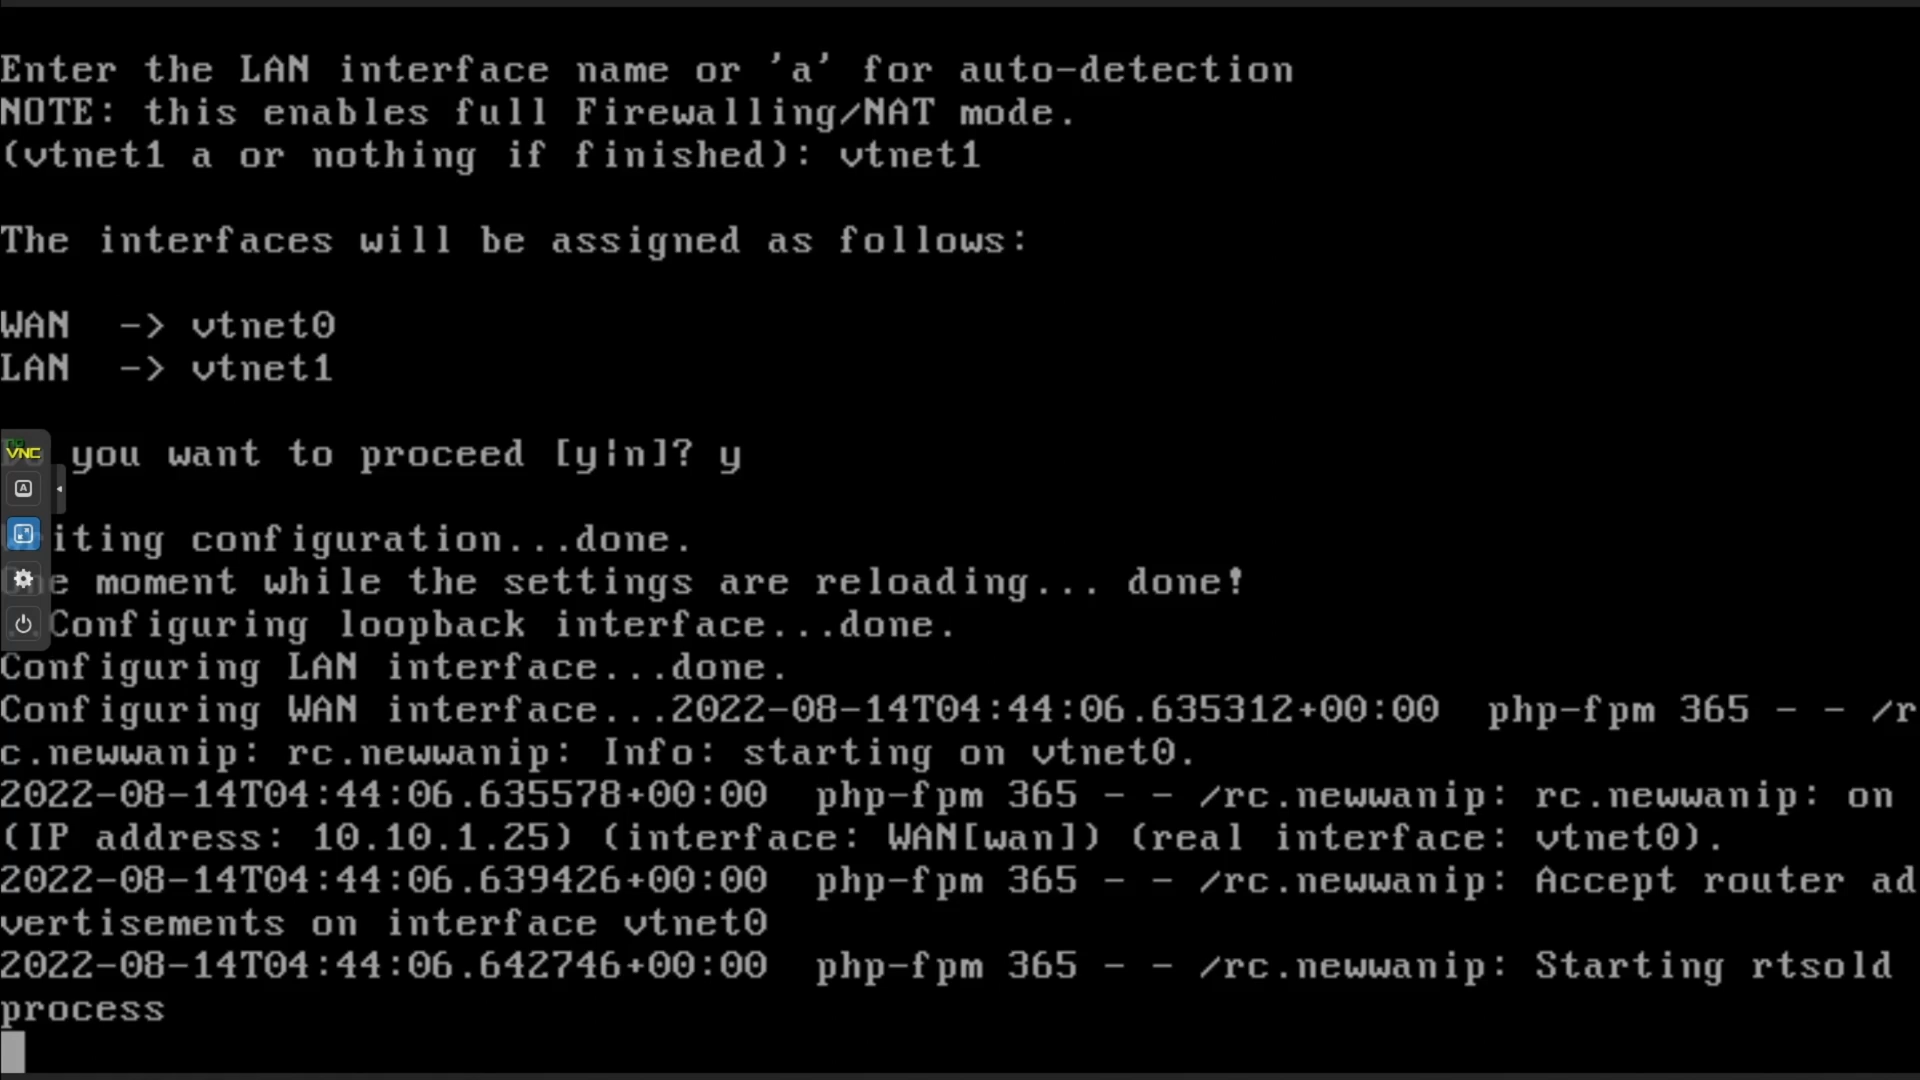 Enter the LAN interface name or 'a' for auto-detection
NOTE: this enables full Firewalling/NAT mode.
(vtnet1 a or nothing if finished): vtnet1
The interfaces will be assigned as follows:
WAN  -> vtnet0
LAN  -> vtnet1
VNC
you want to proceed [y|n]? y
A
iting configuration...done.
ne moment while the settings are reloading... done!
Configuring loopback interface...done.
Configuring LAN interface...done.
Configuring WAN interface...2022-08-14T04:44:06.635312+00:00  php-fpm 365 - - /r
c.newwanip: rc.newwanip: Info: starting on vtnet0.
2022-08-14T04:44:06.635578+00:00  php-fpm 365 - - /rc.newwanip: rc.newwanip: on
(IP address: 10.10.1.25) (interface: WAN[wan]) (real interface: vtnet0).
2022-08-14T04:44:06.639426+00:00  php-fpm 365 - - /rc.newwanip: Accept router ad
vertisements on interface vtnet0
2022-08-14T04:44:06.642746+00:00  php-fpm 365 - - /rc.newwanip: Starting rtsold
process